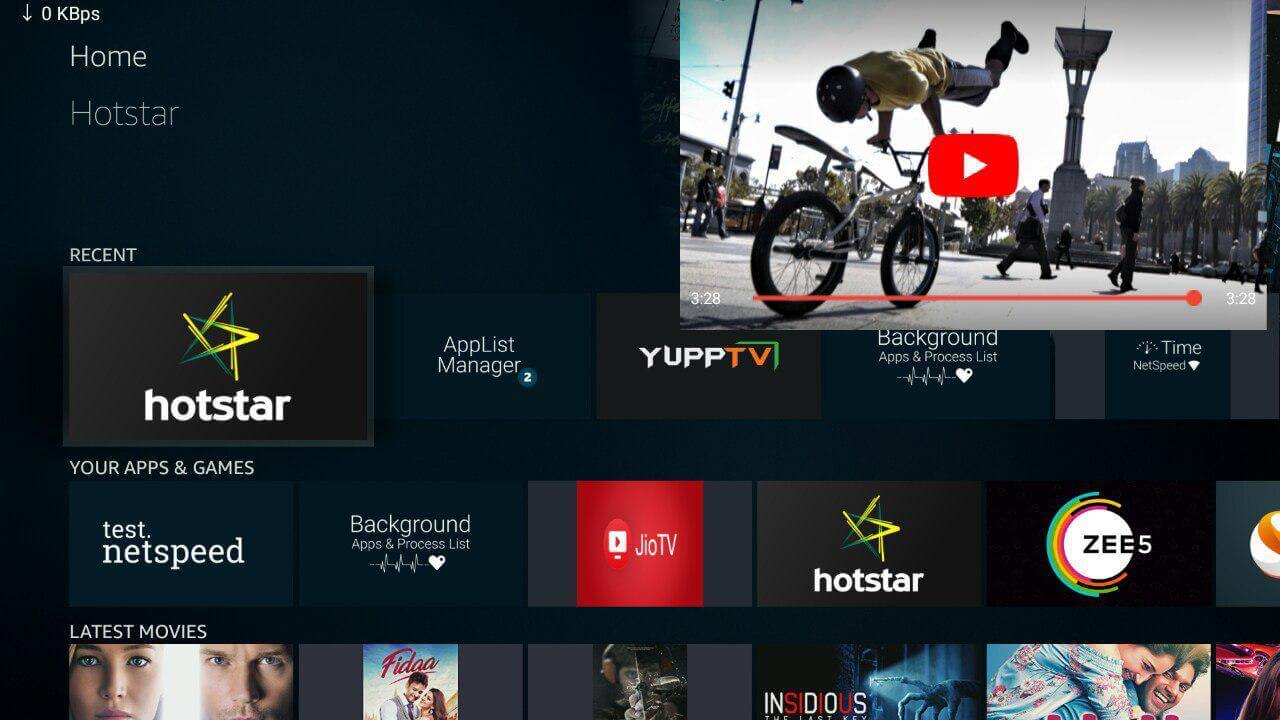 ↓ 0 KBps
Home
Hotstar
3:28
3:28
RECENT
hotstar
AppList
Manager
2
YUPPTV
Background
Apps & Process List
Time
NetSpeed
YOUR APPS & GAMES
test.
netspeed
Background
Apps & Process List
JioTV
hotstar
ZEE5
LATEST MOVIES
Fidaa
INSIDIOUS
THE LAST KEY